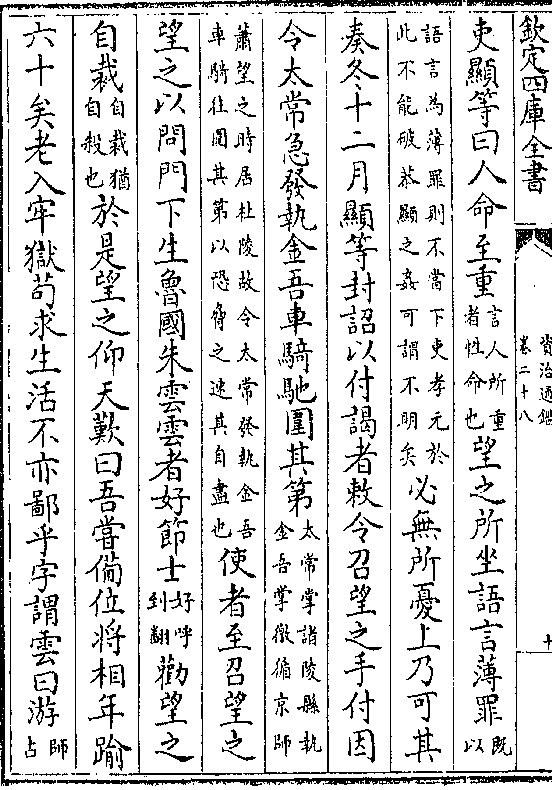 欽定四庫全書
資治通鑑
卷二十八
十
吏顯等曰人命至重言人所重者性命也望之所坐語言薄罪既以
語言為薄罪則不當下吏孝元於此不能破恭顯之姦可謂不明矣必無所憂上乃可其
奏冬十二月顯等封詔以付謁者敕令召望之手付因
令太常急發執金吾車騎馳圍其第太常掌諸陵縣執金吾掌徼循京師
蕭望之時居杜陵故令太常發執金吾車騎往圍其第以恐脅之速其自盡也使者至召望之
望之以問門下生魯國朱雲雲者好節士好呼到翻勸望之
自裁自裁猶自殺也於是望之仰天歎曰吾嘗備位將相年踰
六十矣老入牢獄苟求生活不亦鄙乎字謂雲曰游師古